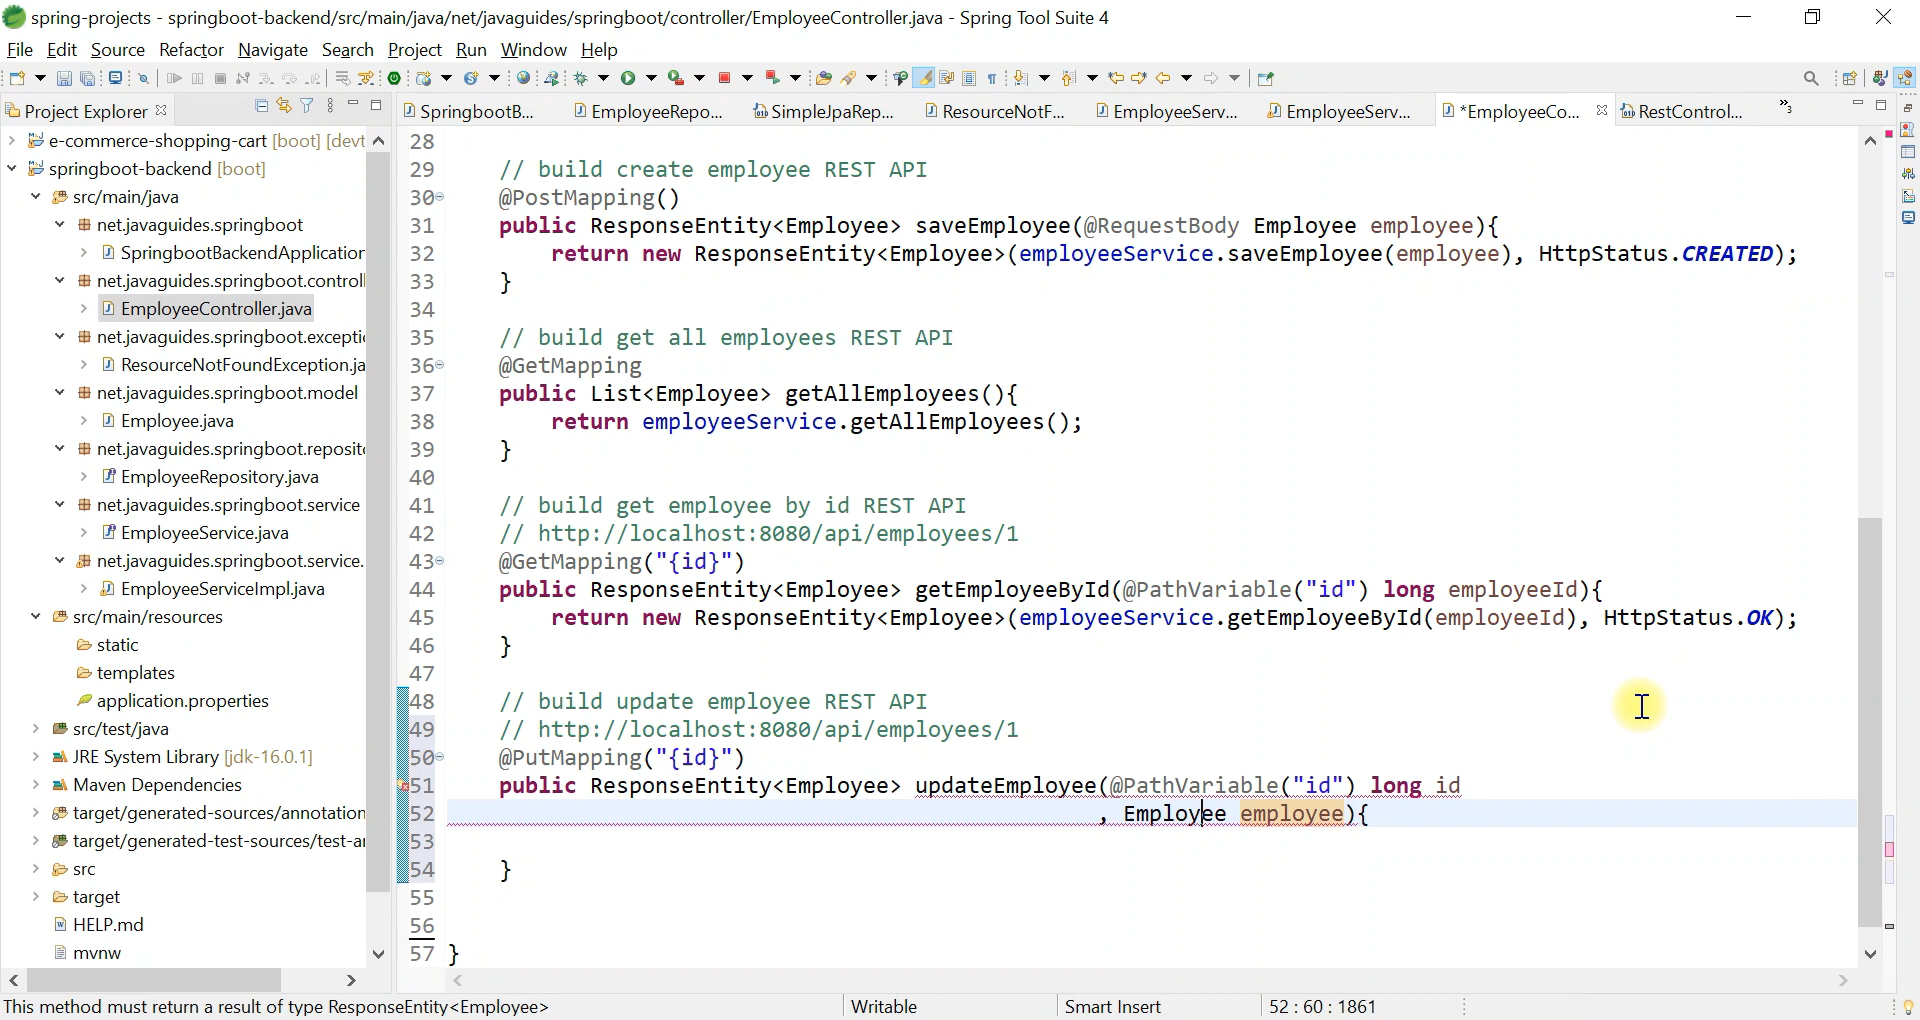 spring-projects - springboot-backend/src/main/java/net/javaguides/springboot/controller/EmployeeController.java - Spring Tool Suite 4
File Edit Source Refactor Navigate Search Project Run Window Help
Project Explorer
e-commerce-shopping-cart [boot] [devt
springboot-backend [boot]
src/main/java
net.javaguides.springboot
SpringbootBackendApplication
net.javaguides.springboot.control
EmployeeController.java
net.javaguides.springboot.excepti
ResourceNotFoundException.ja
net.javaguides.springboot.model
Employee.java
net.javaguides.springboot.reposit
EmployeeRepository.java
net.javaguides.springboot.service
EmployeeService.java
net.javaguides.springboot.service.
EmployeeServiceImpl.java
src/main/resources
static
templates
application.properties
src/test/java
JRE System Library [jdk-16.0.1]
Maven Dependencies
target/generated-sources/annotation
target/generated-test-sources/test-a
src
target
HELP.md
mvnw
SpringbootB... EmployeeRepo... SimpleJpaRep... ResourceNotF... EmployeeServ... EmployeeServ... *EmployeeCo... RestControl... »3
28
29 // build create employee REST API
30 @PostMapping()
31 public ResponseEntity<Employee> saveEmployee(@RequestBody Employee employee){
32 return new ResponseEntity<Employee>(employeeService.saveEmployee(employee), HttpStatus.CREATED);
33 }
34
35 // build get all employees REST API
36 @GetMapping
37 public List<Employee> getAllEmployees(){
38 return employeeService.getAllEmployees();
39 }
40
41 // build get employee by id REST API
42 // http://localhost:8080/api/employees/1
43 @GetMapping("{id}")
44 public ResponseEntity<Employee> getEmployeeById(@PathVariable("id") long employeeId){
45 return new ResponseEntity<Employee>(employeeService.getEmployeeById(employeeId), HttpStatus.OK);
46 }
47
48 // build update employee REST API
49 // http://localhost:8080/api/employees/1
50 @PutMapping("{id}")
51 public ResponseEntity<Employee> updateEmployee(@PathVariable("id") long id
52 , Employee employee){
53
54 }
55
56
57 }
This method must return a result of type ResponseEntity<Employee> Writable Smart Insert 52 : 60 : 1861